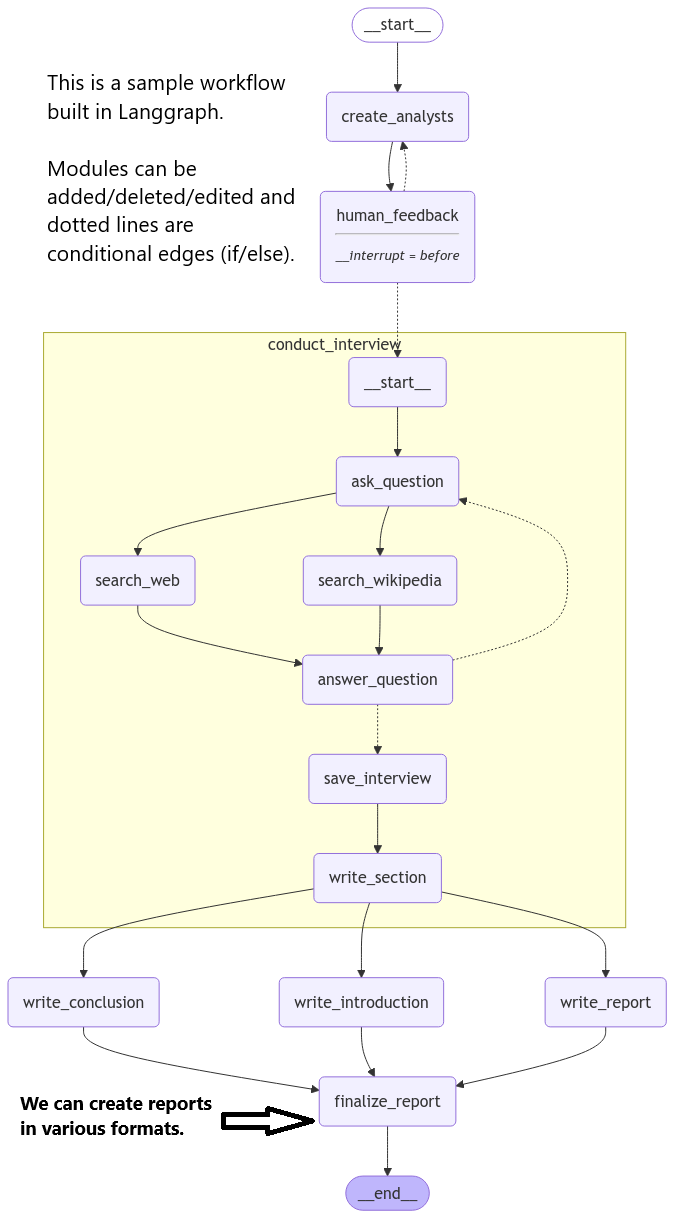 __start__
This is a sample workflow
built in Langgraph.
create_analysts
Modules can be
added/deleted/edited and
dotted lines are
conditional edges (if/else).
human_feedback
__interrupt = before
conduct_interview
__start__
ask_question
search_web
search_wikipedia
answer_question
save_interview
write_section
write_conclusion
write_introduction
write_report
We can create reports
in various formats.
finalize_report
__end__